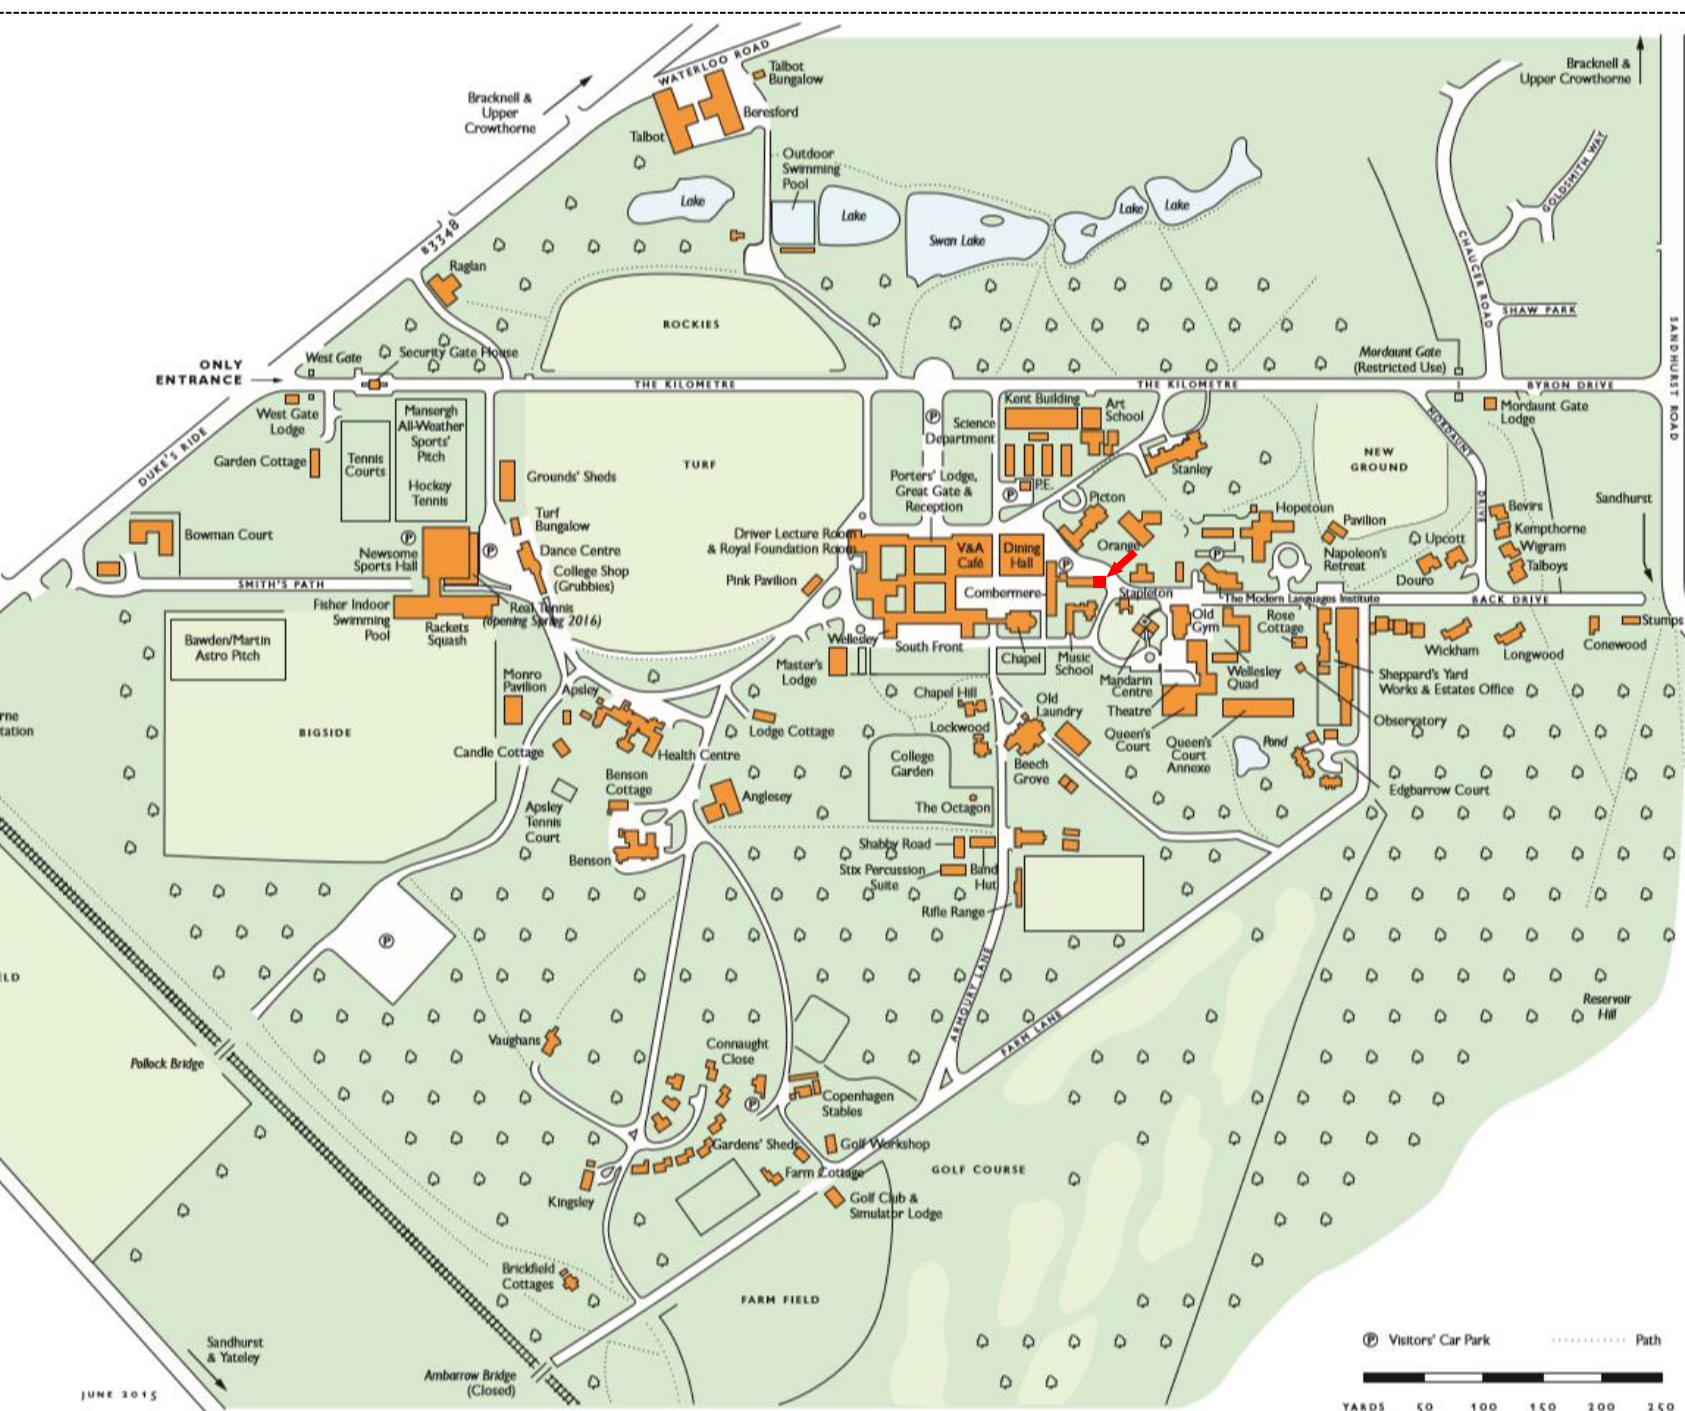 WATERLOO ROAD
Talbot
Bungalow
Bracknell &
Upper
Crowthorne
Beresford
Talbot
Bracknell &
Upper Crowthorne
Outdoor
Swimming
Pool
Lake
Lake
Swan Lake
Lake
Lake
GOLDSMITH WAY
CHAUCER ROAD
B3348
Raglan
ROCKIES
SHAW PARK
SANDHURST ROAD
West Gate
Security Gate House
ONLY
ENTRANCE
THE KILOMETRE
THE KILOMETRE
Mordaunt Gate
(Restricted Use)
BYRON DRIVE
West Gate
Lodge
Mansergh
All-Weather
Sports'
Pitch
Hockey
Tennis
Tennis
Courts
Garden Cottage
DUKE'S RIDE
TURF
Grounds' Sheds
P
Science
Department
Kent Building
Art
School
Mordaunt Gate
Lodge
MORDAUNT
DRIVE
NEW
GROUND
Stanley
Porters' Lodge,
Great Gate &
Reception
P
P.E.
Picton
Sandhurst
Bowman Court
P
Newsome
Sports Hall
P
Turf
Bungalow
Dance Centre
College Shop
(Grubbies)
Driver Lecture Room
& Royal Foundation Room
Pink Pavilion
V&A
Café
Dining
Hall
P
Orange
Hopetoun
Pavilion
P
Napoleon's
Retreat
Upcott
Douro
Bevirs
Kempthorne
Wigram
Talboys
SMITH'S PATH
Combermere
Stapleton
The Modern Languages Institute
BACK DRIVE
Fisher Indoor
Swimming
Pool
Rackets
Squash
Real Tennis
(opening Spring 2016)
Bawden/Martin
Astro Pitch
Wellesley
South Front
Old
Gym
Rose
Cottage
Stumps
Conewood
Wickham
Longwood
Master's
Lodge
Chapel
Music
School
Mandarin
Centre
Wellesley
Quad
Sheppard's Yard
Works & Estates Office
Monro
Pavilion
Apsley
Chapel Hill
Lockwood
Old
Laundry
Theatre
Queen's
Court
Queen's
Court
Annexe
Observatory
Pond
BIGSIDE
Lodge Cottage
Candle Cottage
Health Centre
College
Garden
Beech
Grove
Edgbarrow Court
Benson
Cottage
Apsley
Tennis
Court
Anglesey
The Octagon
Benson
Shabby Road
Stix Percussion
Suite
Band
Hut
Rifle Range
P
ARMOURY LANE
FARM LANE
Reservoir
Hill
Vaughans
Connaught
Close
Pollock Bridge
P
Copenhagen
Stables
Gardens' Sheds
Golf Workshop
Farm Cottage
GOLF COURSE
Kingsley
Golf Club &
Simulator Lodge
Brickfield
Cottages
FARM FIELD
Sandhurst
& Yateley
Ambarrow Bridge
(Closed)
JUNE 2015
P Visitors' Car Park
Path
YARDS 50 100 150 200 250